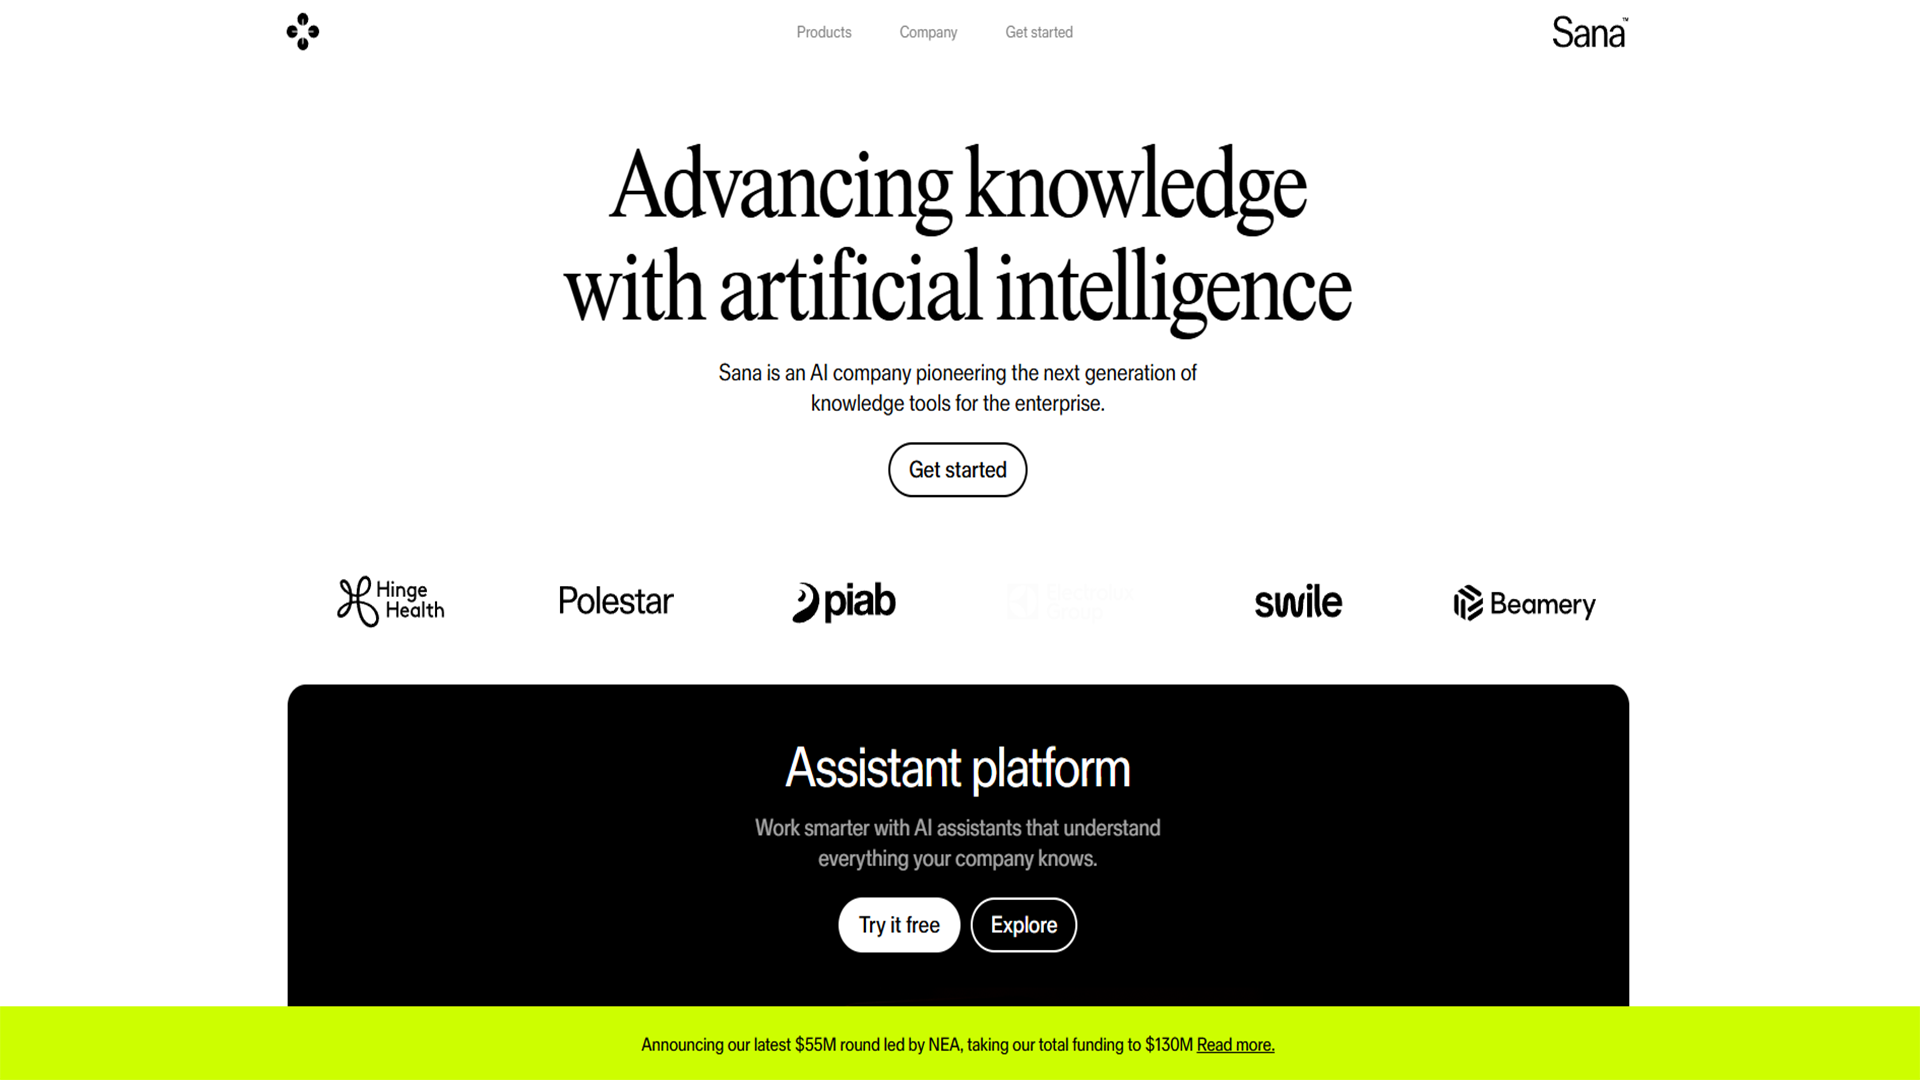 Products
Company
Get started
Sana™
Advancing knowledge
with artificial intelligence
Sana is an AI company pioneering the next generation of
knowledge tools for the enterprise.
Get started
Hinge
Health
Polestar
piab
Electrolux
Group
swile
Beamery
Assistant platform
Work smarter with AI assistants that understand
everything your company knows.
Try it free
Explore
Announcing our latest $55M round led by NEA, taking our total funding to $130M Read more.